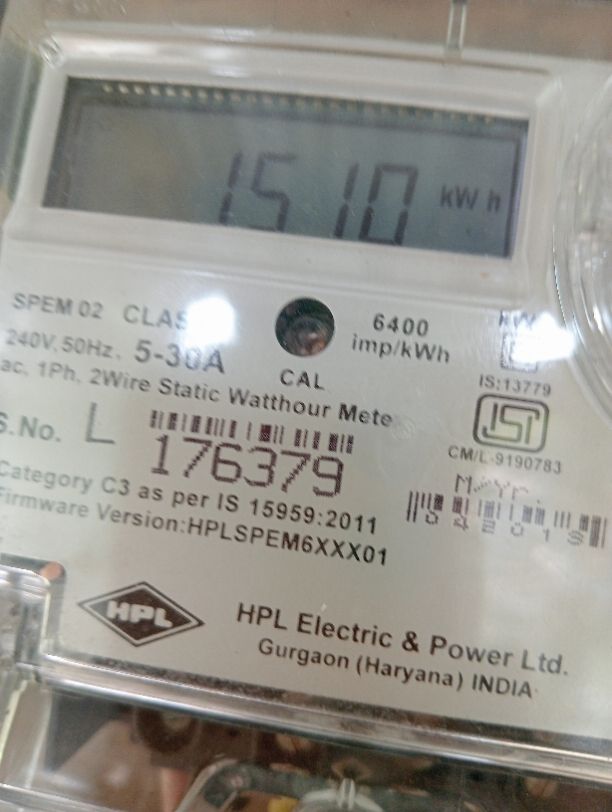 1510 kWh
SPEM 02 CLAS
6400
imp/kWh
240V, 50Hz, 5-30A
CAL
IS:13779
ac, 1Ph, 2Wire Static Watthour Mete
S.No. L 176379
CM/L-9190783
Category C3 as per IS 15959:2011
Firmware Version:HPLSPEM6XXX01
HPL
HPL Electric & Power Ltd.
Gurgaon (Haryana) INDIA